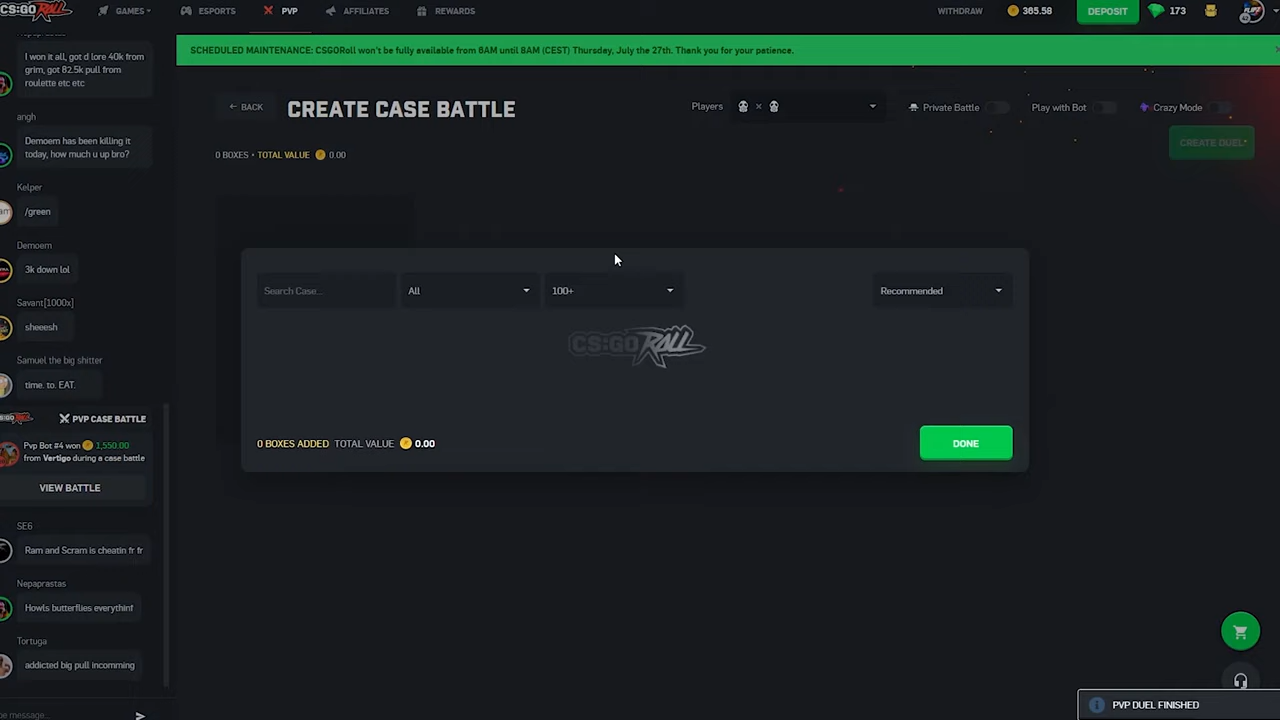 CS:GO ROLL
GAMES
ESPORTS
PVP
AFFILIATES
REWARDS
WITHDRAW
365.58
DEPOSIT
173
SCHEDULED MAINTENANCE: CSGORoll won't be fully available from 6AM until 8AM (CEST) Thursday, July the 27th. Thank you for your patience.
I won it all, got d lore 40k from
grim, got 82.5k pull from
roulette etc etc
angh
Demoem has been killing it
today, how much u up bro?
Kelper
/green
Demoem
3k down lol
Savant[1000x]
sheeesh
Samuel the big shitter
time. to. EAT.
PVP CASE BATTLE
Pvp Bot #4 won 1,550.00
from Vertigo during a case battle
VIEW BATTLE
SE6
Ram and Scram is cheatin fr fr
Nepaprastas
Howls butterflies everythint
Tortuga
addicted big pull incomming
type message...
← BACK
CREATE CASE BATTLE
Players
Private Battle
Play with Bot
Crazy Mode
0 BOXES • TOTAL VALUE 0.00
CREATE DUEL
Search Case...
All
100+
Recommended
CS:GO ROLL
0 BOXES ADDED TOTAL VALUE 0.00
DONE
PVP DUEL FINISHED